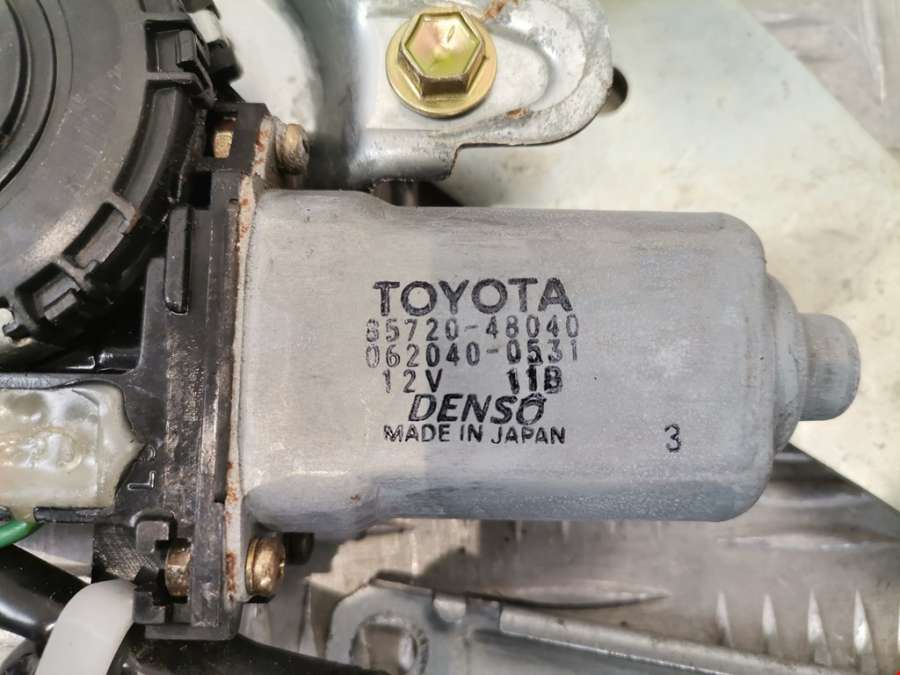 TOYOTA
85720-48040
062040-0531
12V 11B
DENSO
MADE IN JAPAN
3
L